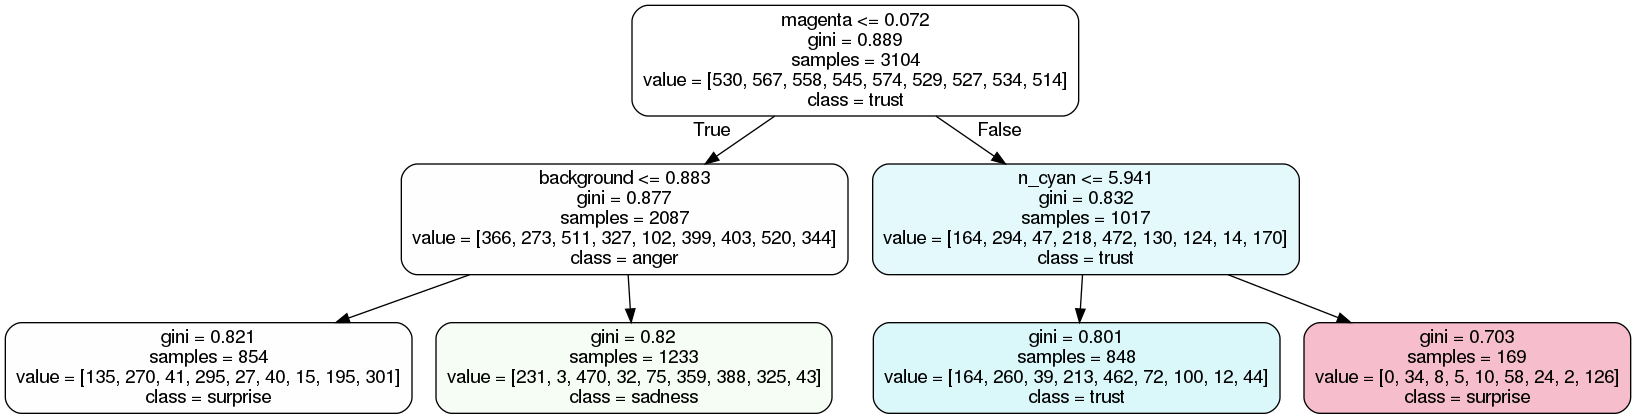 magenta <= 0.072
gini = 0.889
samples = 3104
value = [530, 567, 558, 545, 574, 529, 527, 534, 514]
class = trust
True
False
background <= 0.883
gini = 0.877
samples = 2087
value = [366, 273, 511, 327, 102, 399, 403, 520, 344]
class = anger
n_cyan <= 5.941
gini = 0.832
samples = 1017
value = [164, 294, 47, 218, 472, 130, 124, 14, 170]
class = trust
gini = 0.821
samples = 854
value = [135, 270, 41, 295, 27, 40, 15, 195, 301]
class = surprise
gini = 0.82
samples = 1233
value = [231, 3, 470, 32, 75, 359, 388, 325, 43]
class = sadness
gini = 0.801
samples = 848
value = [164, 260, 39, 213, 462, 72, 100, 12, 44]
class = trust
gini = 0.703
samples = 169
value = [0, 34, 8, 5, 10, 58, 24, 2, 126]
class = surprise